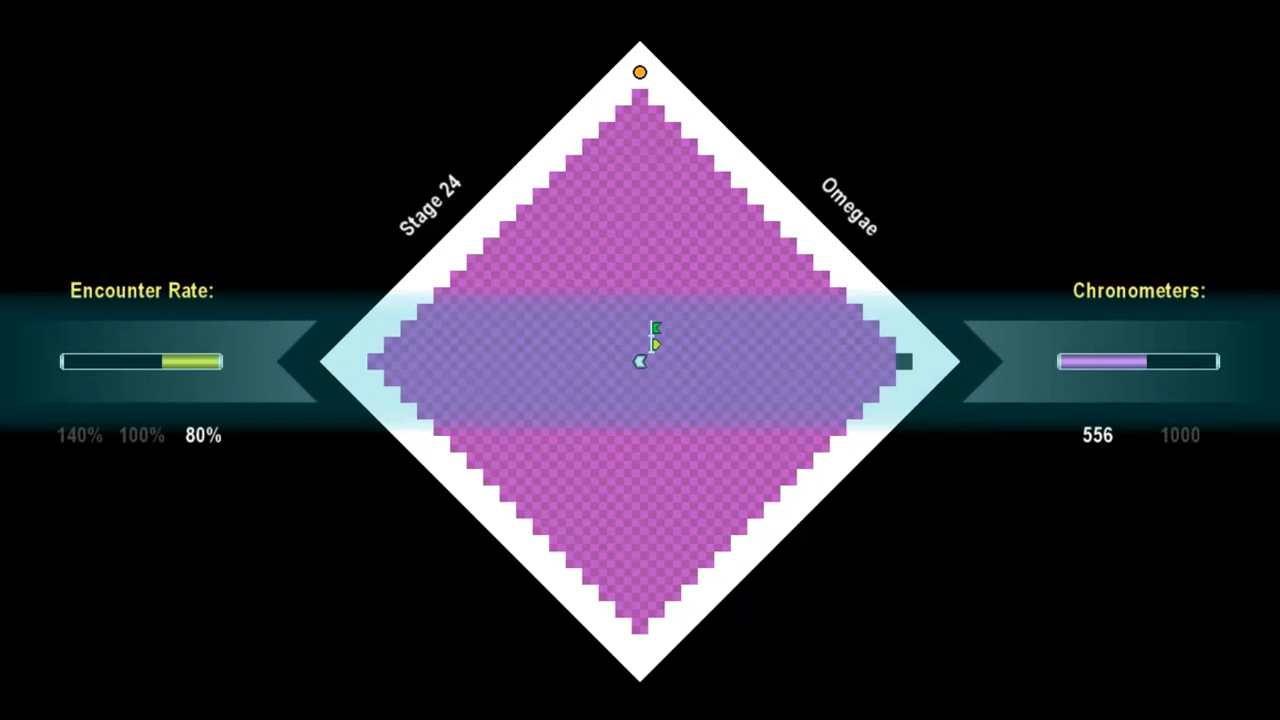 Stage 24
Omegae
Encounter Rate:
140% 100% 80%
Chronometers:
556 1000